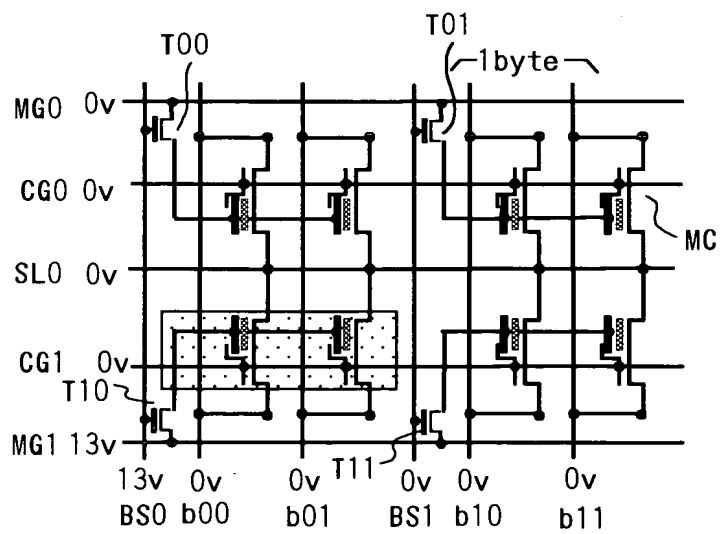 T00
T01
1byte
MG0 0v
CG0 0v
MC
SL0 0v
CG1 0v
T10
MG1 13v
T11
13v 0v 0v 0v 0v 0v
BS0 b00 b01 BS1 b10 b11